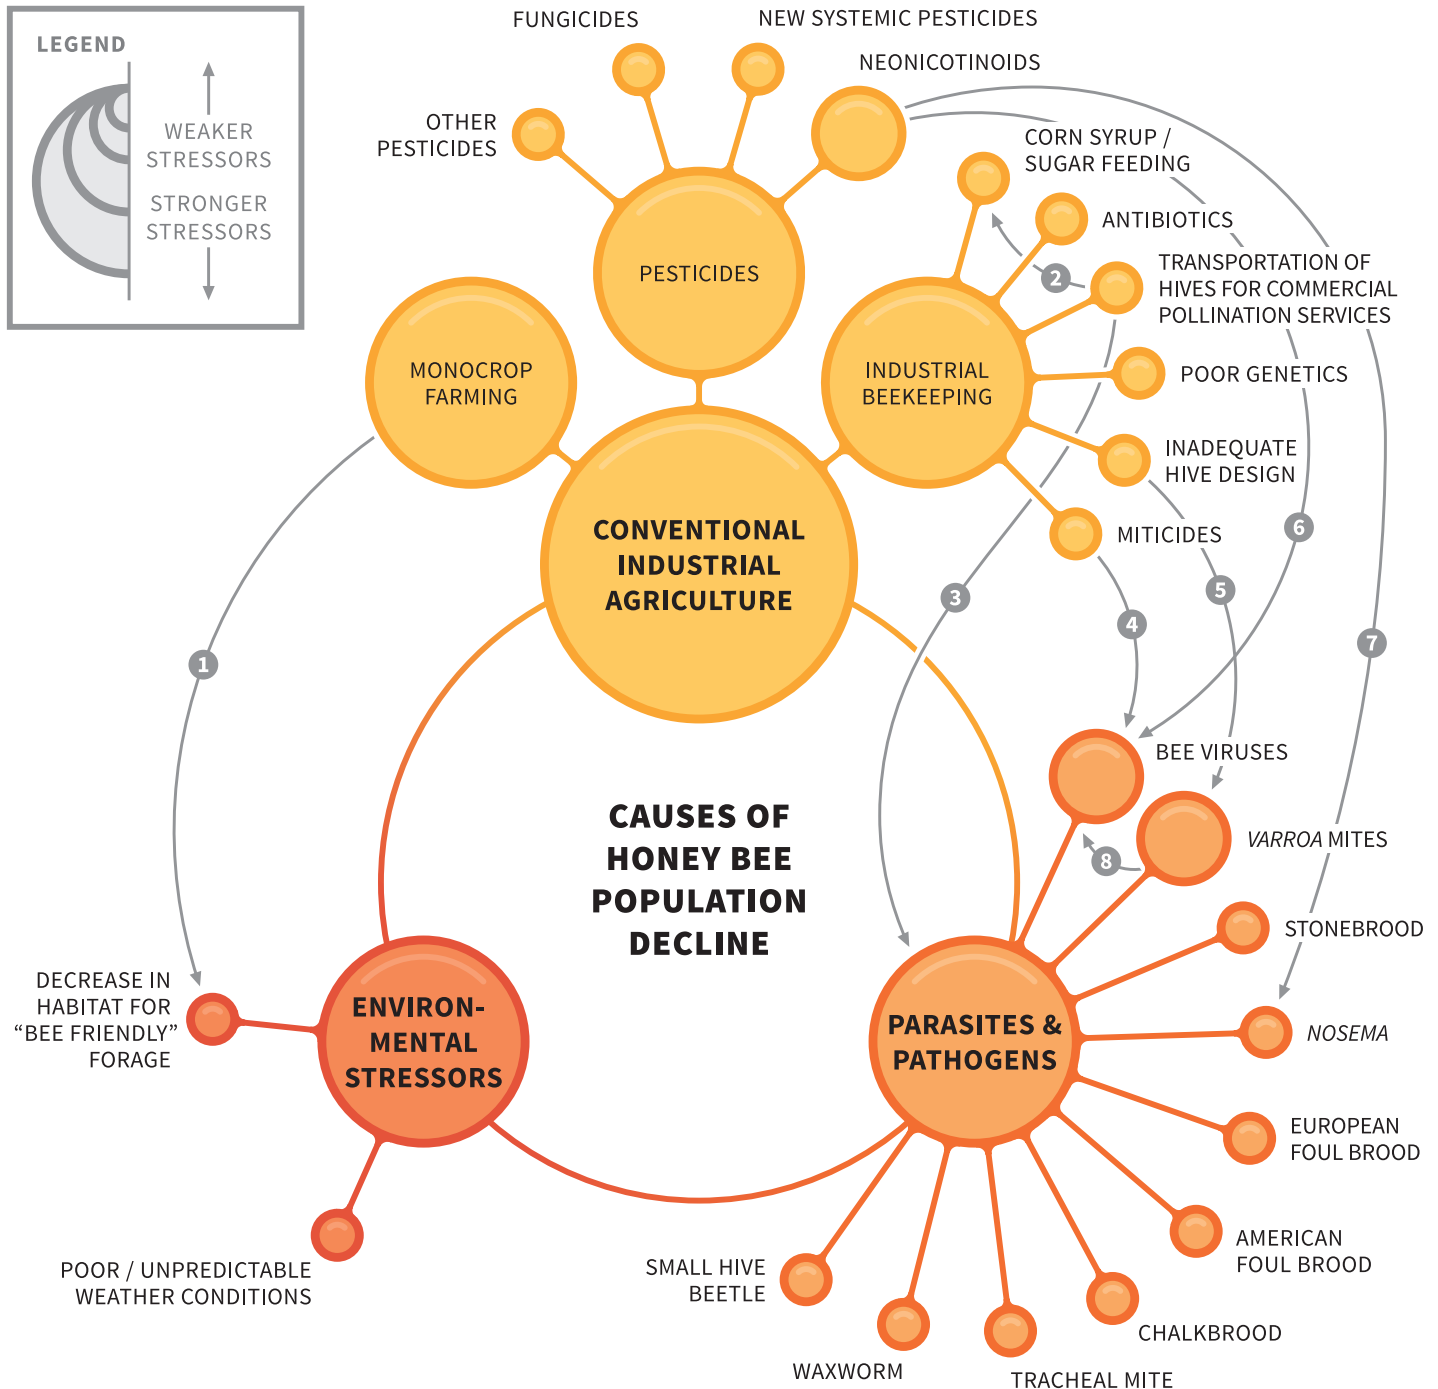 LEGEND
WEAKER
STRESSORS
STRONGER
STRESSORS
FUNGICIDES
NEW SYSTEMIC PESTICIDES
NEONICOTINOIDS
OTHER
PESTICIDES
CORN SYRUP /
SUGAR FEEDING
ANTIBIOTICS
TRANSPORTATION OF
HIVES FOR COMMERCIAL
POLLINATION SERVICES
2
PESTICIDES
MONOCROP
FARMING
INDUSTRIAL
BEEKEEPING
POOR GENETICS
INADEQUATE
HIVE DESIGN
MITICIDES
CONVENTIONAL
INDUSTRIAL
AGRICULTURE
6
5
3
4
7
1
BEE VIRUSES
VARROA MITES
8
CAUSES OF
HONEY BEE
POPULATION
DECLINE
STONEBROOD
DECREASE IN
HABITAT FOR
“BEE FRIENDLY”
FORAGE
ENVIRON-
MENTAL
STRESSORS
PARASITES &
PATHOGENS
NOSEMA
EUROPEAN
FOUL BROOD
AMERICAN
FOUL BROOD
POOR / UNPREDICTABLE
WEATHER CONDITIONS
SMALL HIVE
BEETLE
CHALKBROOD
WAXWORM
TRACHEAL MITE